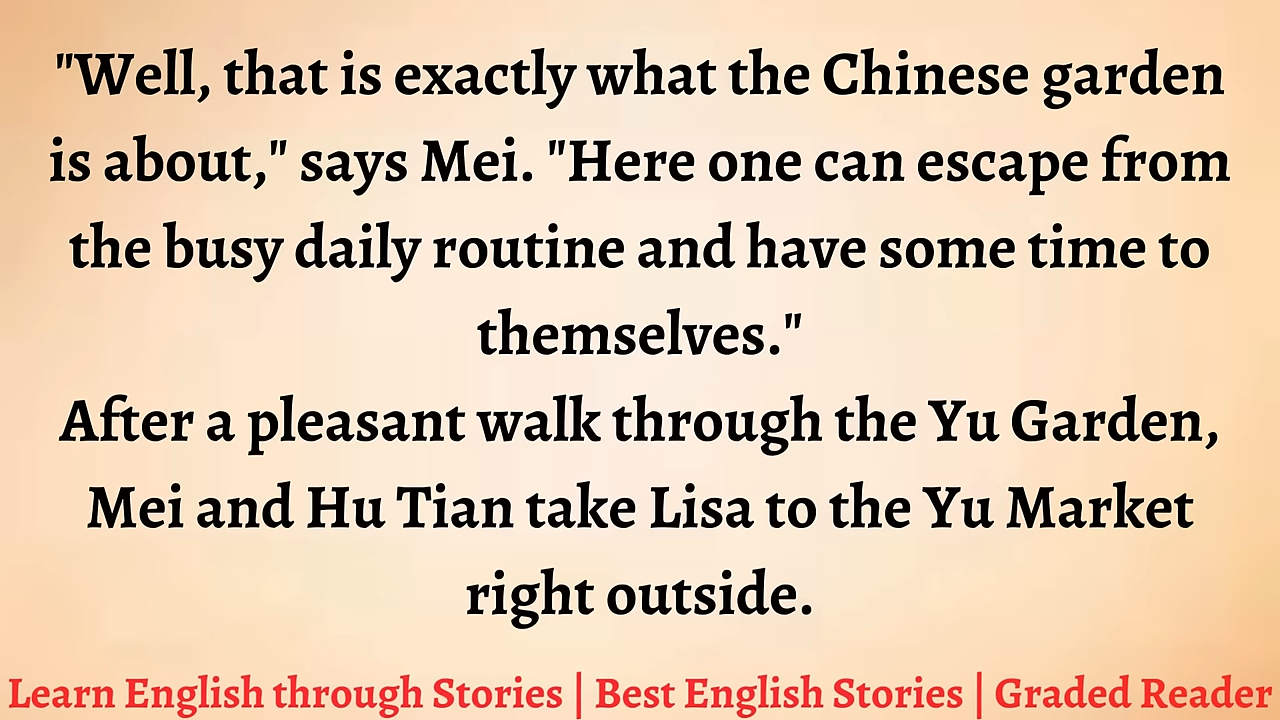 "Well, that is exactly what the Chinese garden
is about," says Mei. "Here one can escape from
the busy daily routine and have some time to
themselves."
After a pleasant walk through the Yu Garden,
Mei and Hu Tian take Lisa to the Yu Market
right outside.
Learn English through Stories | Best English Stories | Graded Reader